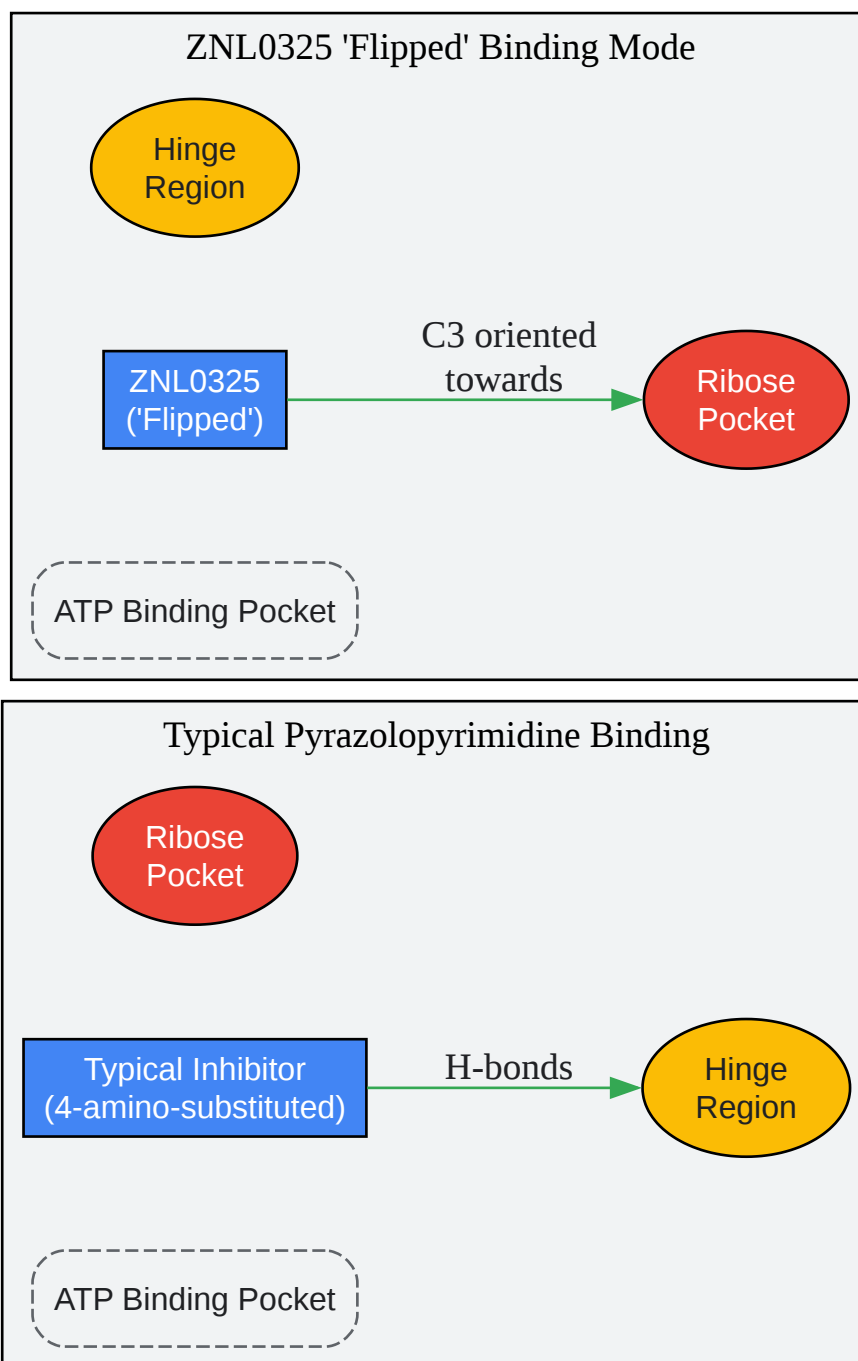 ZNL0325 'Flipped' Binding Mode
Hinge
Region
C3 oriented
towards
ZNL0325
('Flipped')
Ribose
Pocket
ATP Binding Pocket
Typical Pyrazolopyrimidine Binding
Ribose
Pocket
Typical Inhibitor
(4-amino-substituted)
H-bonds
Hinge
Region
ATP Binding Pocket